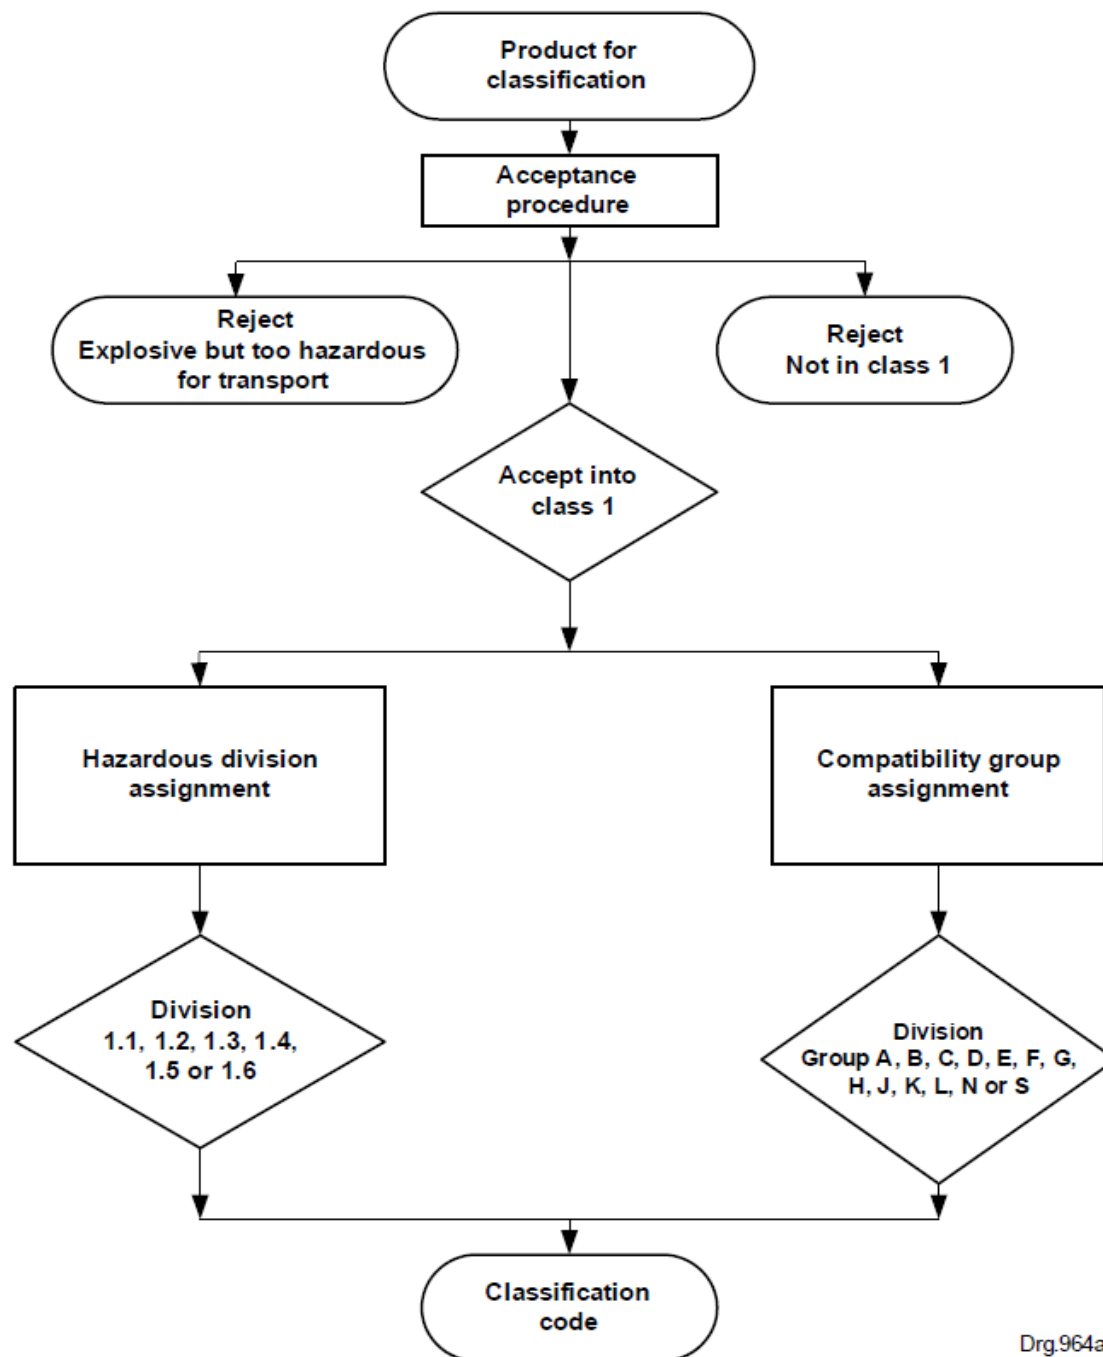 Product for
classification
Acceptance
procedure
Reject
Explosive but too hazardous
for transport
Reject
Not in class 1
Accept into
class 1
Hazardous division
assignment
Compatibility group
assignment
Division
1.1, 1.2, 1.3, 1.4,
1.5 or 1.6
Division
Group A, B, C, D, E, F, G,
H, J, K, L, N or S
Classification
code
Drg.964a